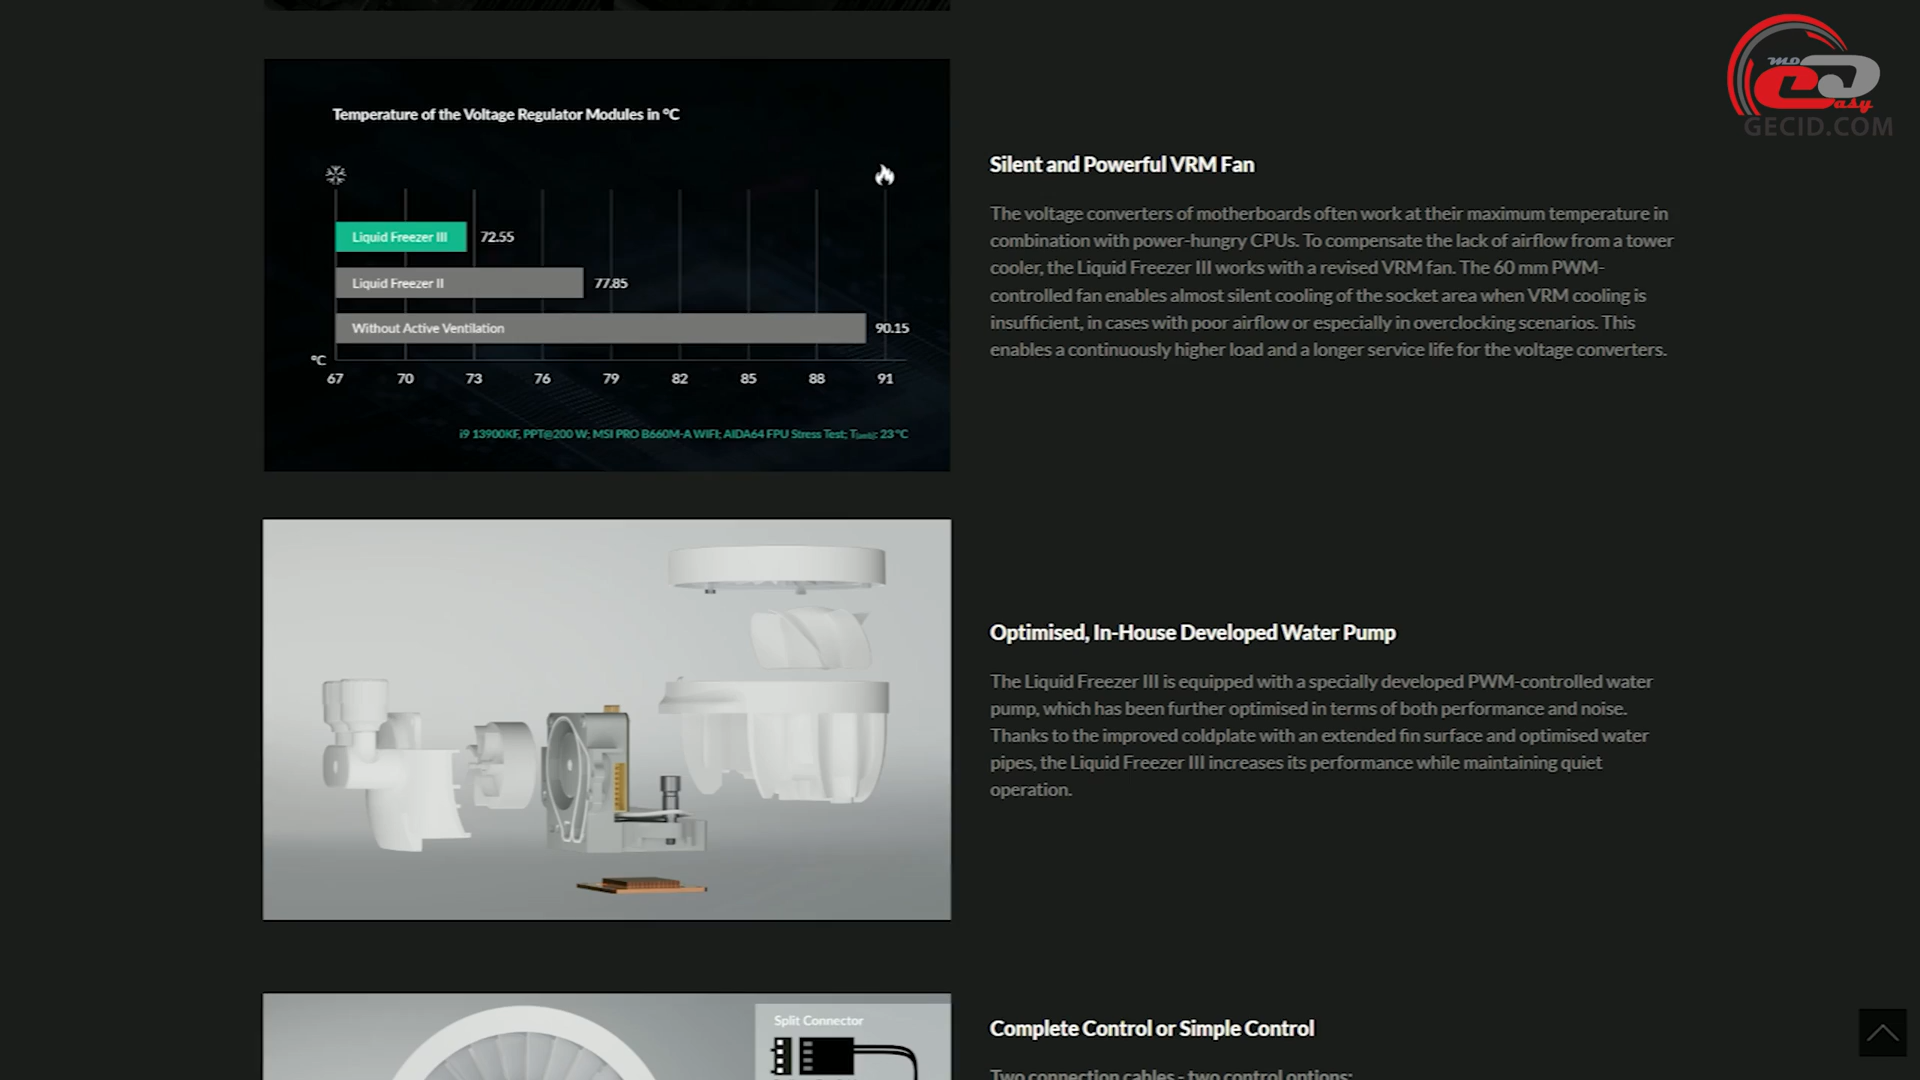 mo
easy
GECID.COM
Temperature of the Voltage Regulator Modules in °C
Liquid Freezer III 72.55
Liquid Freezer II 77.85
Without Active Ventilation 90.15
°C
67 70 73 76 79 82 85 88 91
i9 13900KF, PPT@200 W; MSI PRO B660M-A WIFI; AIDA64 FPU Stress Test; T(amb): 23 °C
Silent and Powerful VRM Fan
The voltage converters of motherboards often work at their maximum temperature in
combination with power-hungry CPUs. To compensate the lack of airflow from a tower
cooler, the Liquid Freezer III works with a revised VRM fan. The 60 mm PWM-
controlled fan enables almost silent cooling of the socket area when VRM cooling is
insufficient, in cases with poor airflow or especially in overclocking scenarios. This
enables a continuously higher load and a longer service life for the voltage converters.
Optimised, In-House Developed Water Pump
The Liquid Freezer III is equipped with a specially developed PWM-controlled water
pump, which has been further optimised in terms of both performance and noise.
Thanks to the improved coldplate with an extended fin surface and optimised water
pipes, the Liquid Freezer III increases its performance while maintaining quiet
operation.
Split Connector
Complete Control or Simple Control
Two connection cables - two control options: